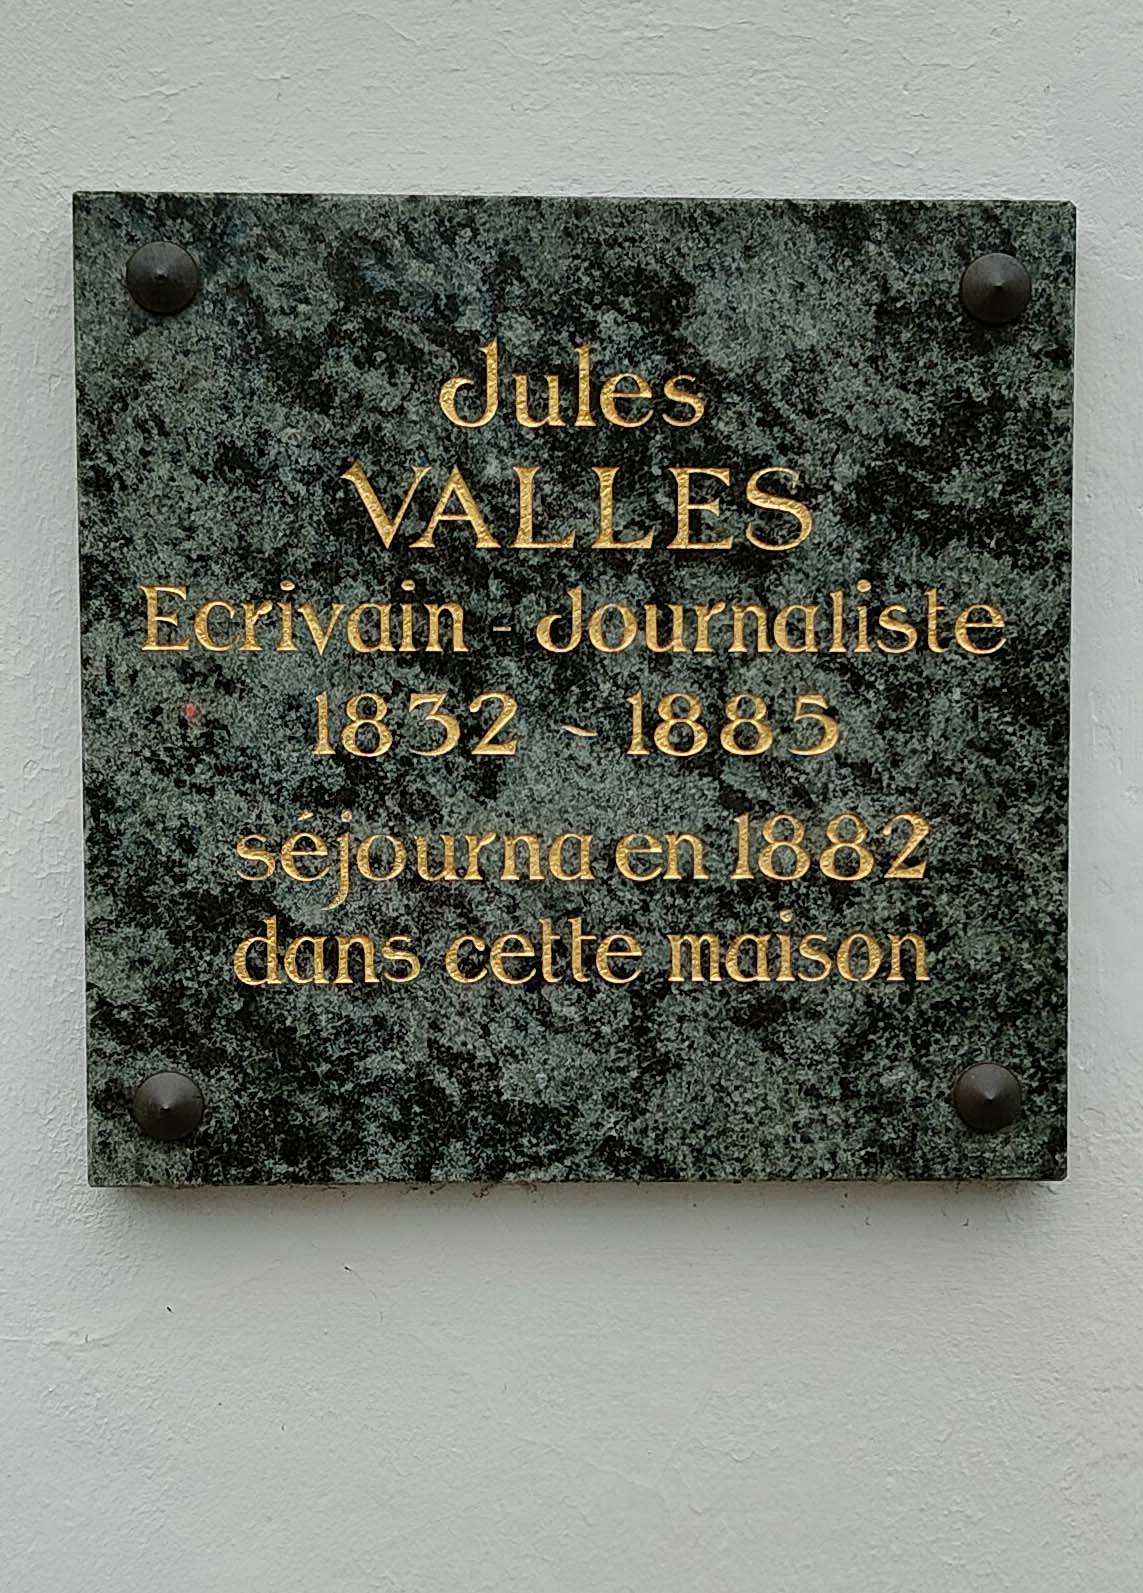 Jules
VALLES
Ecrivain - Journaliste
1832 ~ 1885
séjourna en 1882
dans cette maison